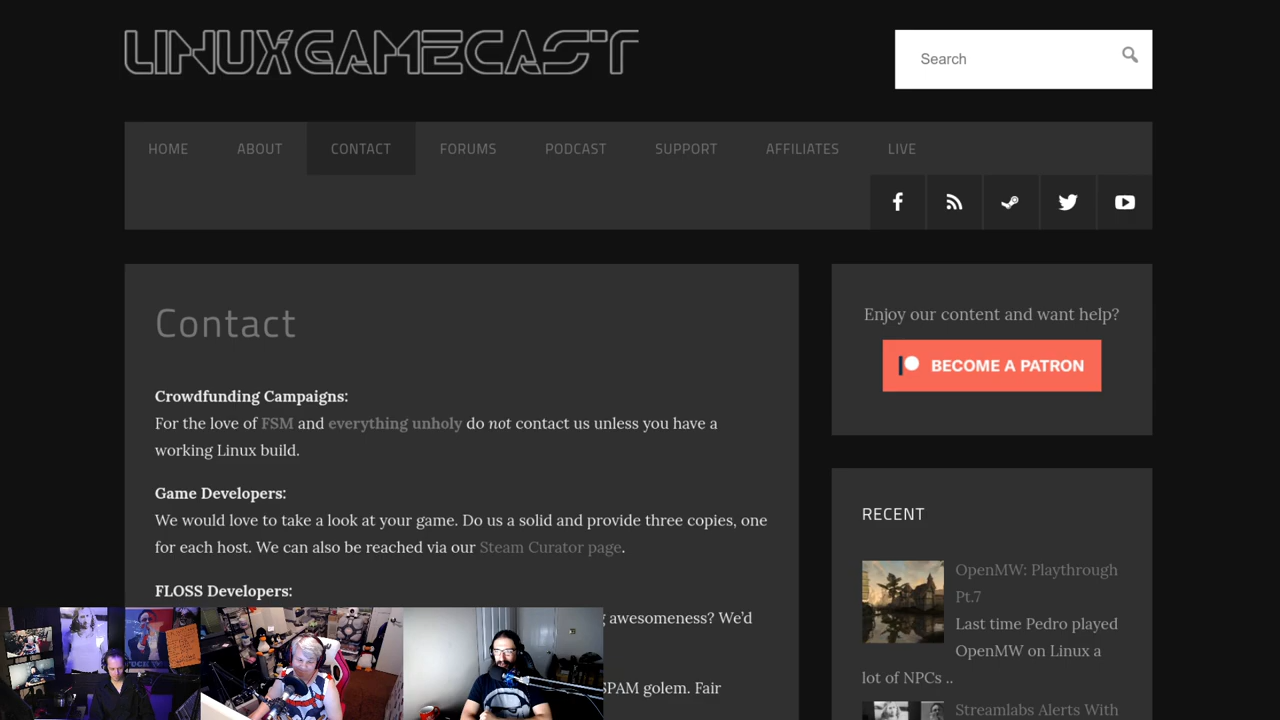 LINUXGAMECAST
Search
HOME ABOUT CONTACT FORUMS PODCAST SUPPORT AFFILIATES LIVE
Contact
Crowdfunding Campaigns:
For the love of FSM and everything unholy do not contact us unless you have a
working Linux build.
Game Developers:
We would love to take a look at your game. Do us a solid and provide three copies, one
for each host. We can also be reached via our Steam Curator page.
FLOSS Developers:
awesomeness? We'd
SPAM golem. Fair
Enjoy our content and want help?
BECOME A PATRON
RECENT
OpenMW: Playthrough
Pt.7
Last time Pedro played
OpenMW on Linux a
lot of NPCs ..
Streamlabs Alerts With